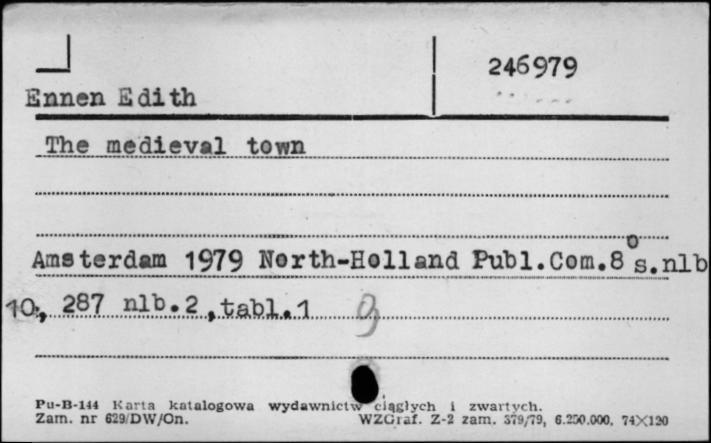 246979
Ennen Edith
The medieval town
Amsterdam 1979 North-Holland Publ.Com.8° s.nlb
10, 287 nlb.2, tabl.1
Pu-B-144 Karta katalogowa wydawnictw ciągłych i zwartych.
Zam. nr 629/DW/On. WZGraf. Z-2 zam. 379/79, 6.250.000, 74X120